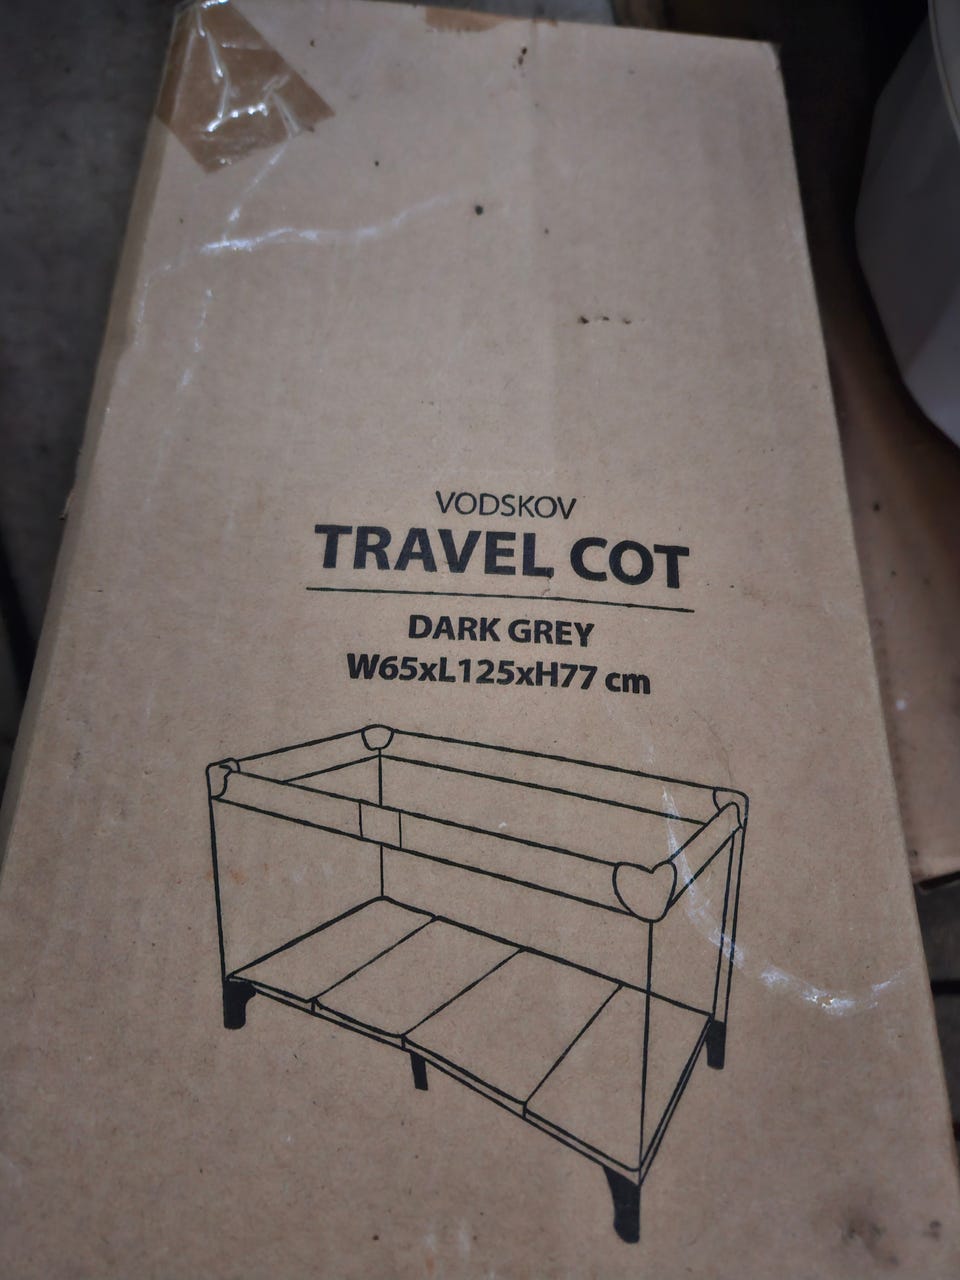 VODSKOV
TRAVEL COT
DARK GREY
W65xL125xH77 cm